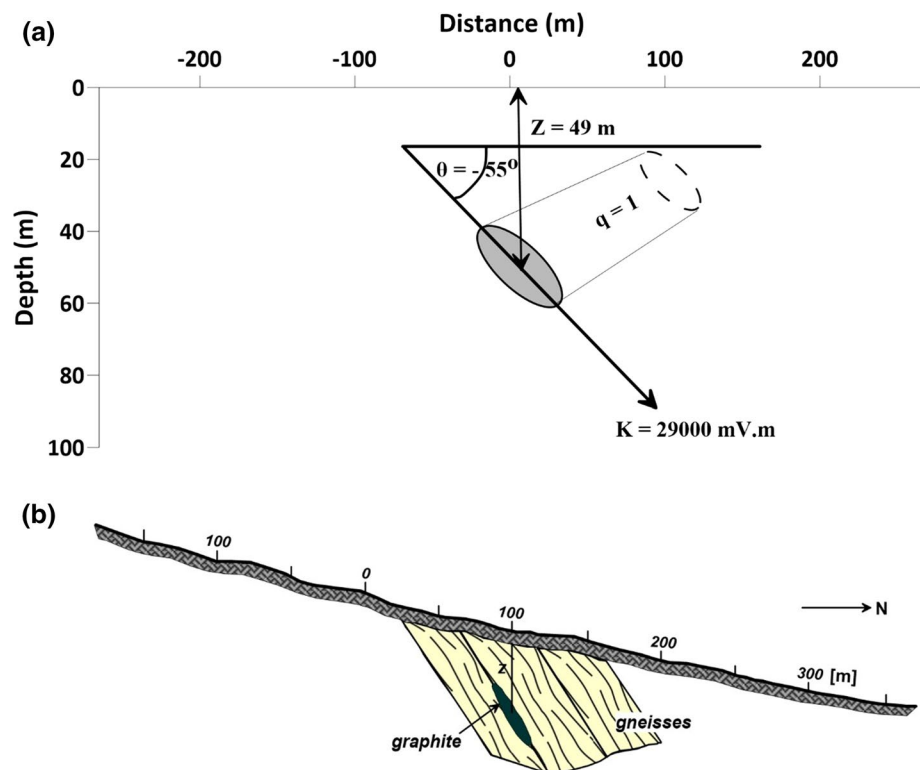 (a)
Distance (m)
-200 -100 0 100 200
0
20
40
60
80
100
Depth (m)
Z = 49 m
θ = - 55°
q = 1
K = 29000 mV.m
(b)
100
0
100
200
300 [m]
N
z
graphite
gneisses